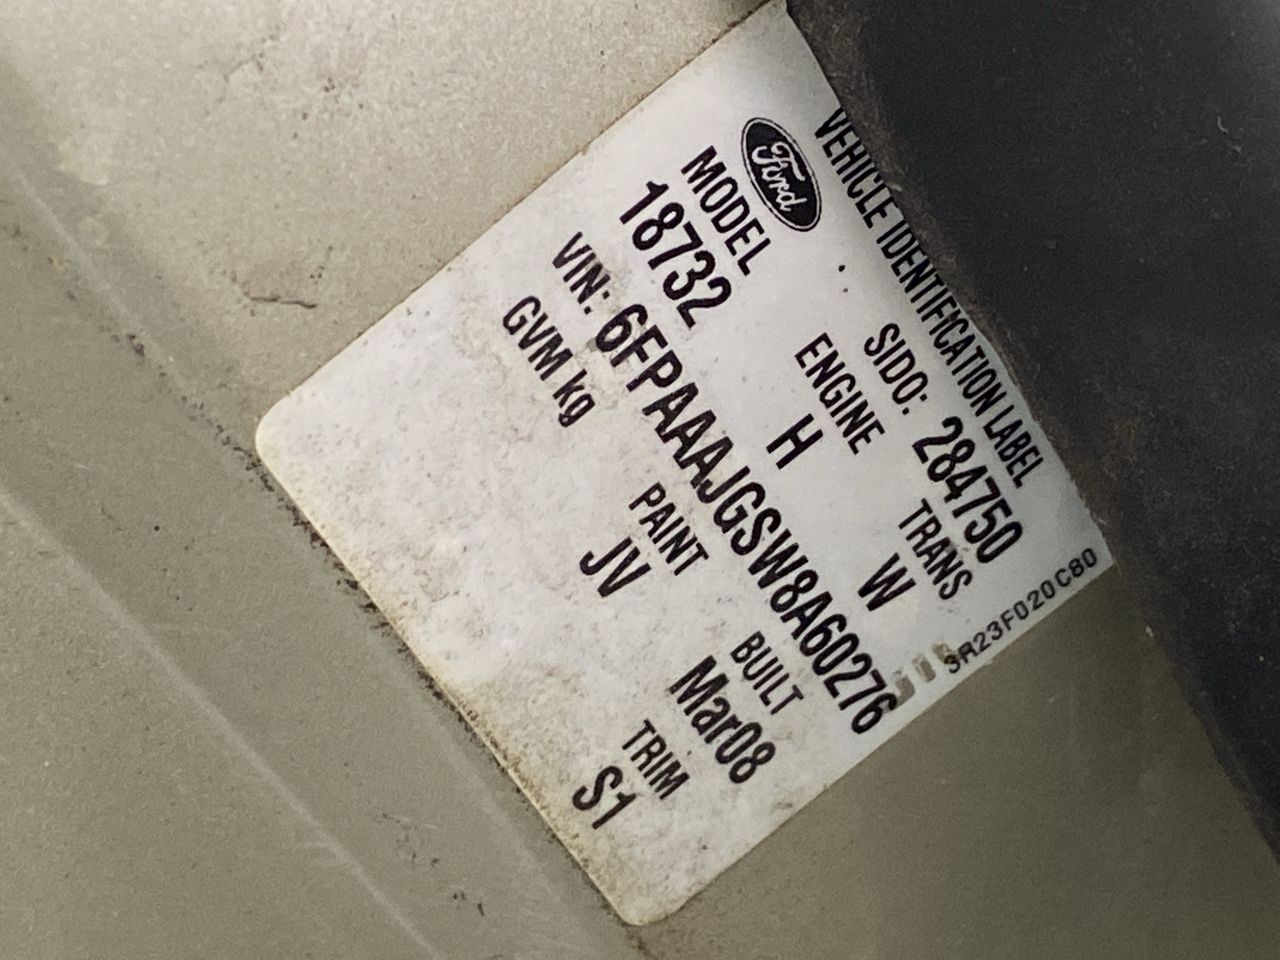 VEHICLE IDENTIFICATION LABEL
Ford
SIDO: 284750
MODEL ENGINE TRANS
18732 H W
VIN: 6FPAAAJGSW8A60276
GVM kg PAINT BUILT TRIM
JV Mar08 S1
3R23F020C80